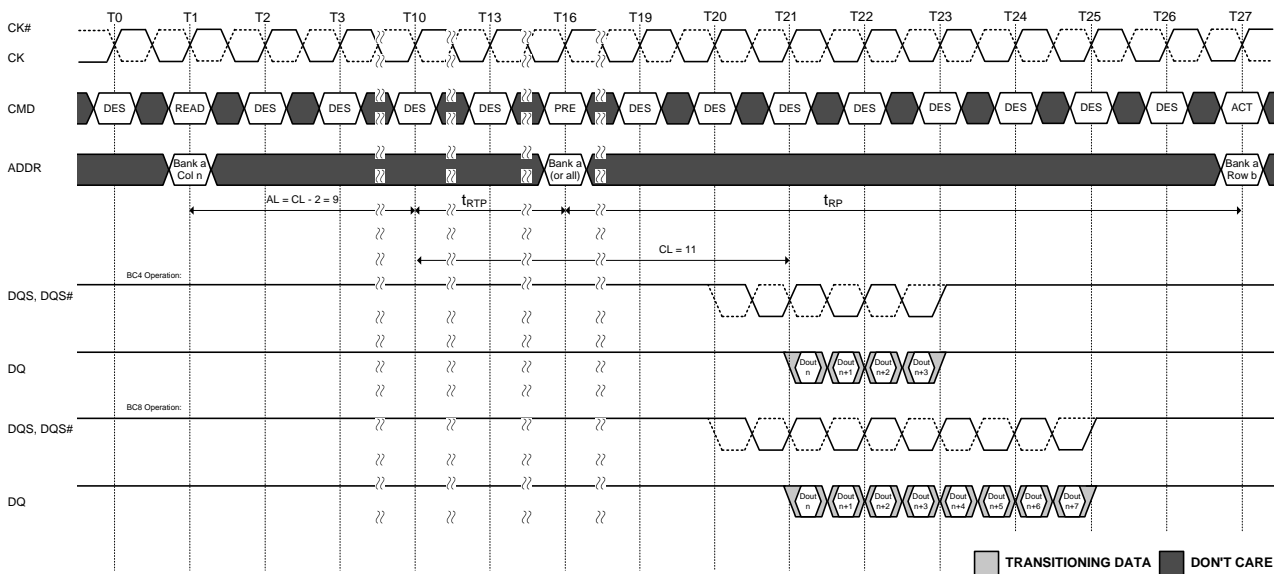 T0 T1 T2 T3 T10 T13 T16 T19 T20 T21 T22 T23 T24 T25 T26 T27
CK#
CK
CMD DES READ DES DES DES DES PRE DES DES DES DES DES DES DES DES ACT
ADDR Bank a Bank a Bank a
Col n (or all) Row b
AL = CL - 2 = 9 tRTP tRP
CL = 11
BC4 Operation:
DQS, DQS#
DQ Dout Dout Dout Dout
n n+1 n+2 n+3
BC8 Operation:
DQS, DQS#
DQ Dout Dout Dout Dout Dout Dout Dout Dout
n n+1 n+2 n+3 n+4 n+5 n+6 n+7
TRANSITIONING DATA DON'T CARE